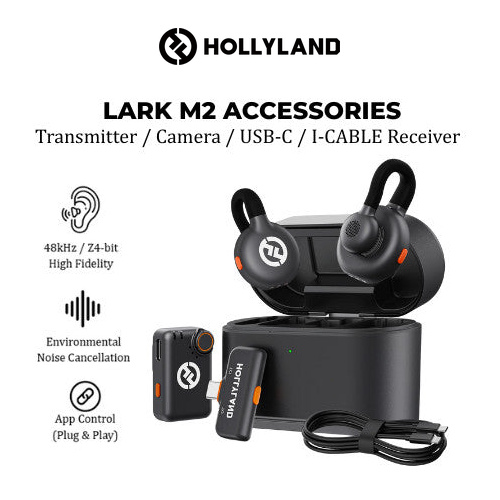 HOLLYLAND
LARK M2 ACCESSORIES
Transmitter / Camera / USB-C / I-CABLE Receiver
48kHz / Z4-bit
High Fidelity
Environmental
Noise Cancellation
App Control
(Plug & Play)
HOLLYLAND